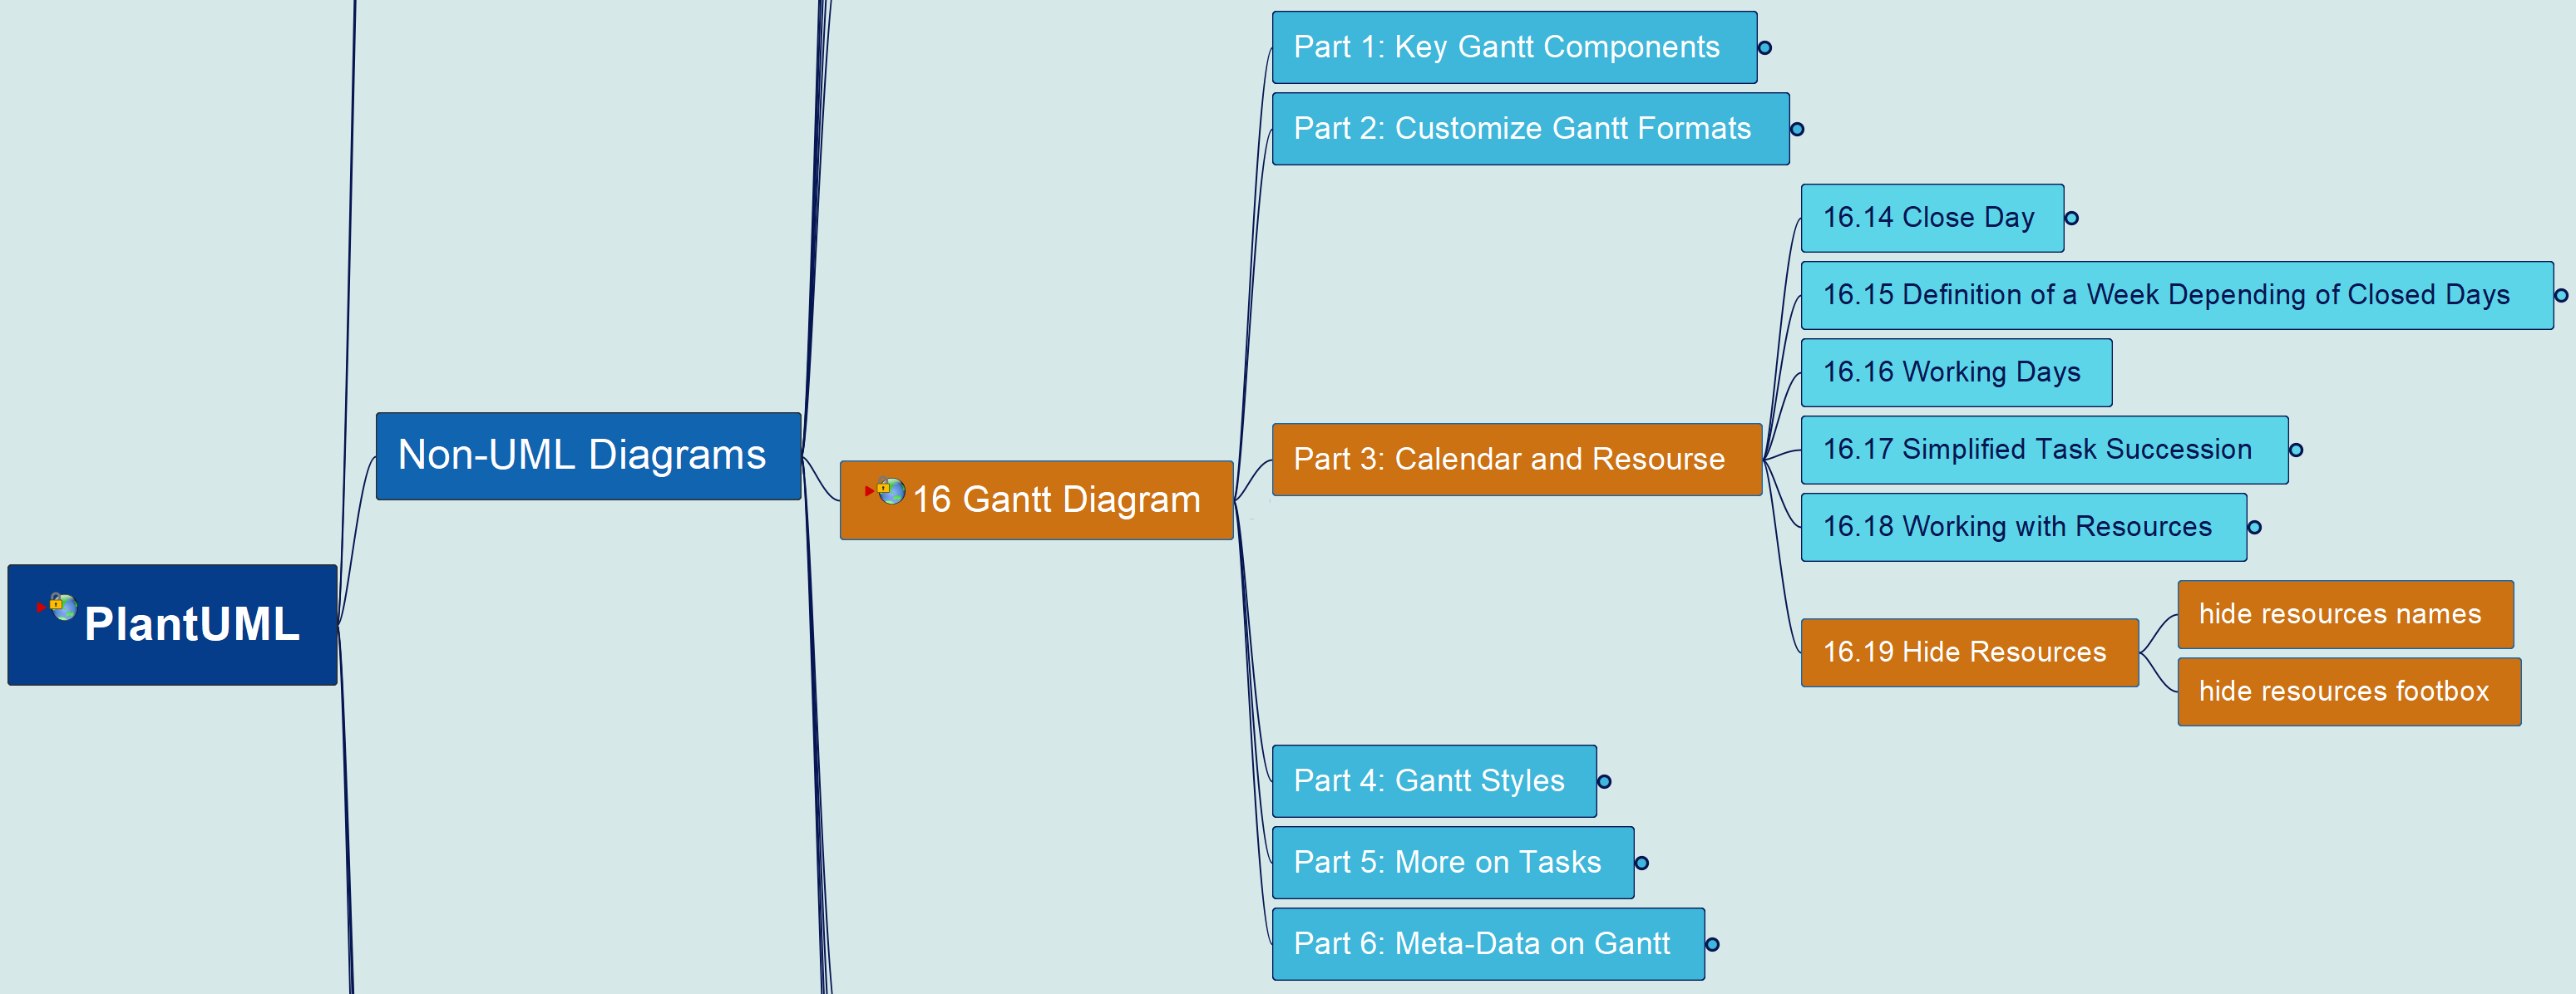 PlantUML
Non-UML Diagrams
16 Gantt Diagram
Part 1: Key Gantt Components
Part 2: Customize Gantt Formats
Part 3: Calendar and Resourse
16.14 Close Day
16.15 Definition of a Week Depending of Closed Days
16.16 Working Days
16.17 Simplified Task Succession
16.18 Working with Resources
16.19 Hide Resources
hide resources names
hide resources footbox
Part 4: Gantt Styles
Part 5: More on Tasks
Part 6: Meta-Data on Gantt